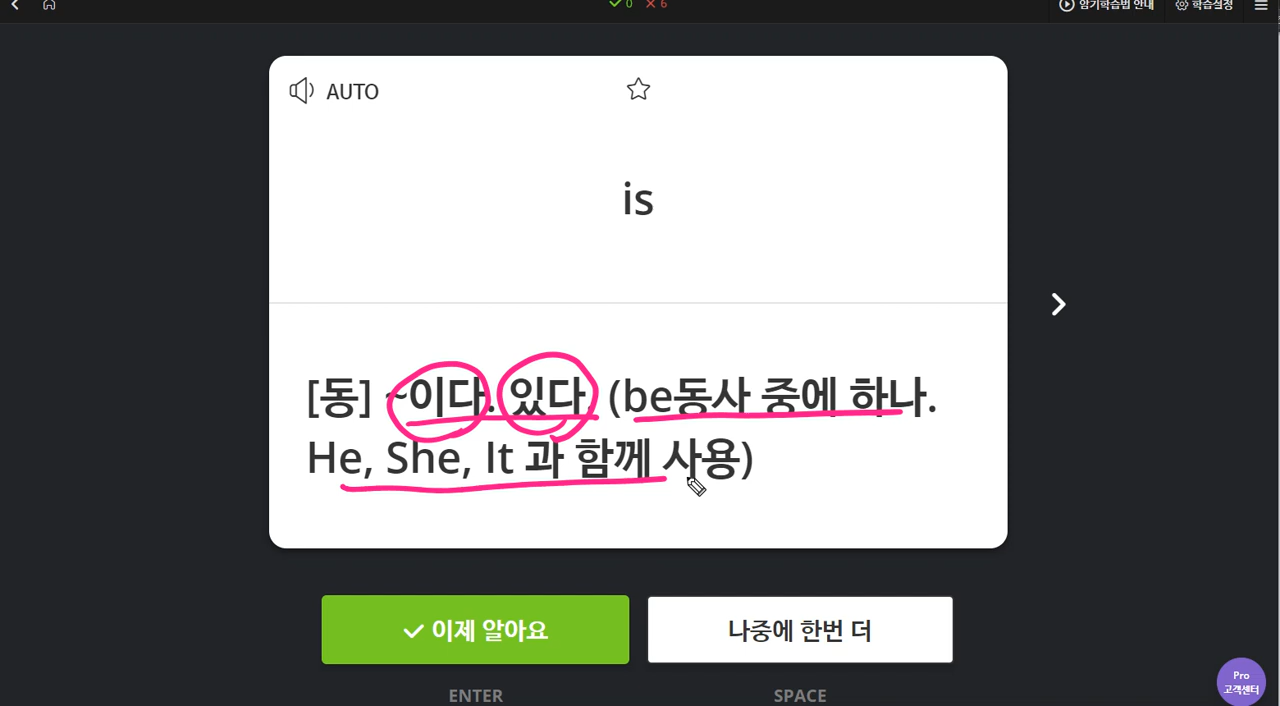 0 6 암기학습법 안내 학습설정
AUTO
is
[동] ~이다. 있다. (be동사 중에 하나.
He, She, It 과 함께 사용)
이제 알아요 나중에 한번 더
ENTER SPACE
Pro
고객센터